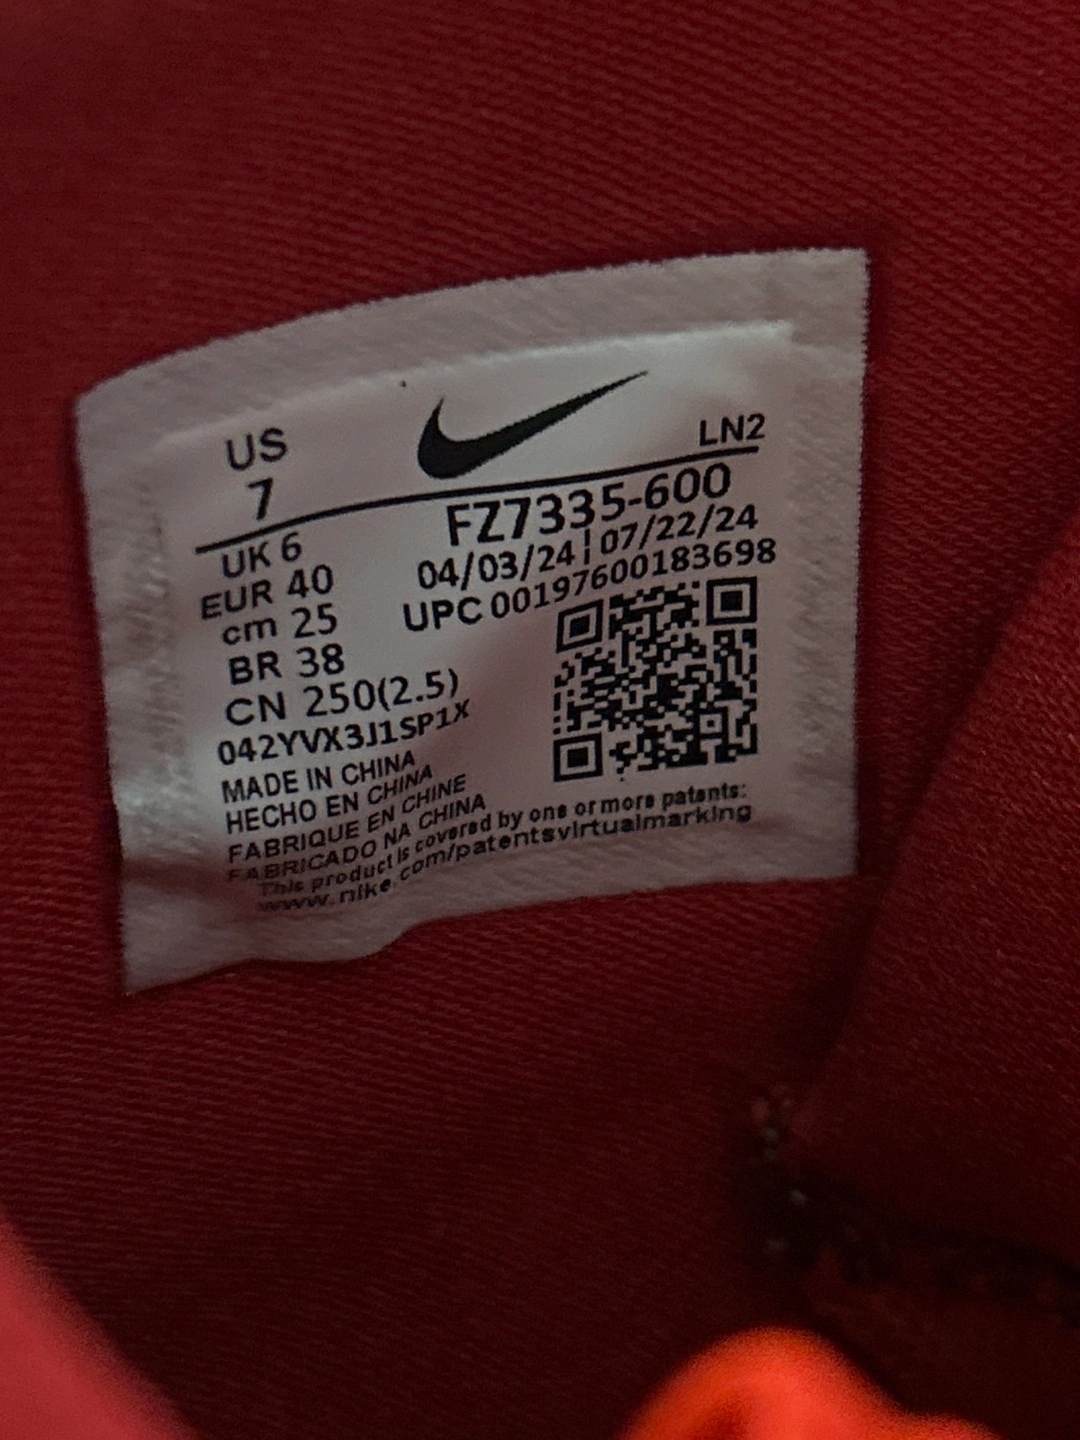 US
7
LN2
UK 6
EUR 40
cm 25
BR 38
CN 250(2.5)
042YVX3J1SP1X
FZ7335-600
04/03/24 | 07/22/24
UPC 00197600183698
MADE IN CHINA
HECHO EN CHINA
FABRIQUE EN CHINE
FABRICADO NA CHINA
This product is covered by one or more patents:
www.nike.com/patentsvirtualmarking